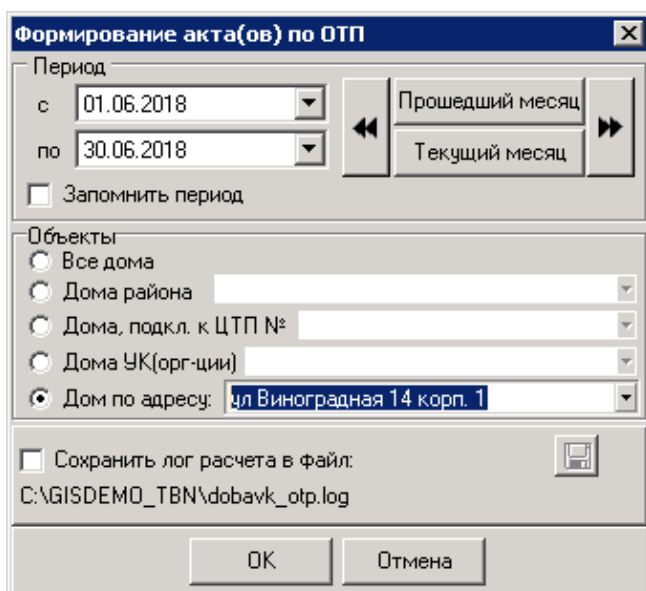 Формирование акта(ов) по ОТП
Период
с 01.06.2018
по 30.06.2018
Прошедший месяц
Текущий месяц
Запомнить период
Объекты
Все дома
Дома района
Дома, подкл. к ЦТП №
Дома УК(орг-ции)
Дом по адресу: ул Виноградная 14 корп. 1
Сохранить лог расчета в файл:
C:\GISDEMO_TBN\dobavk_otp.log
OK Отмена